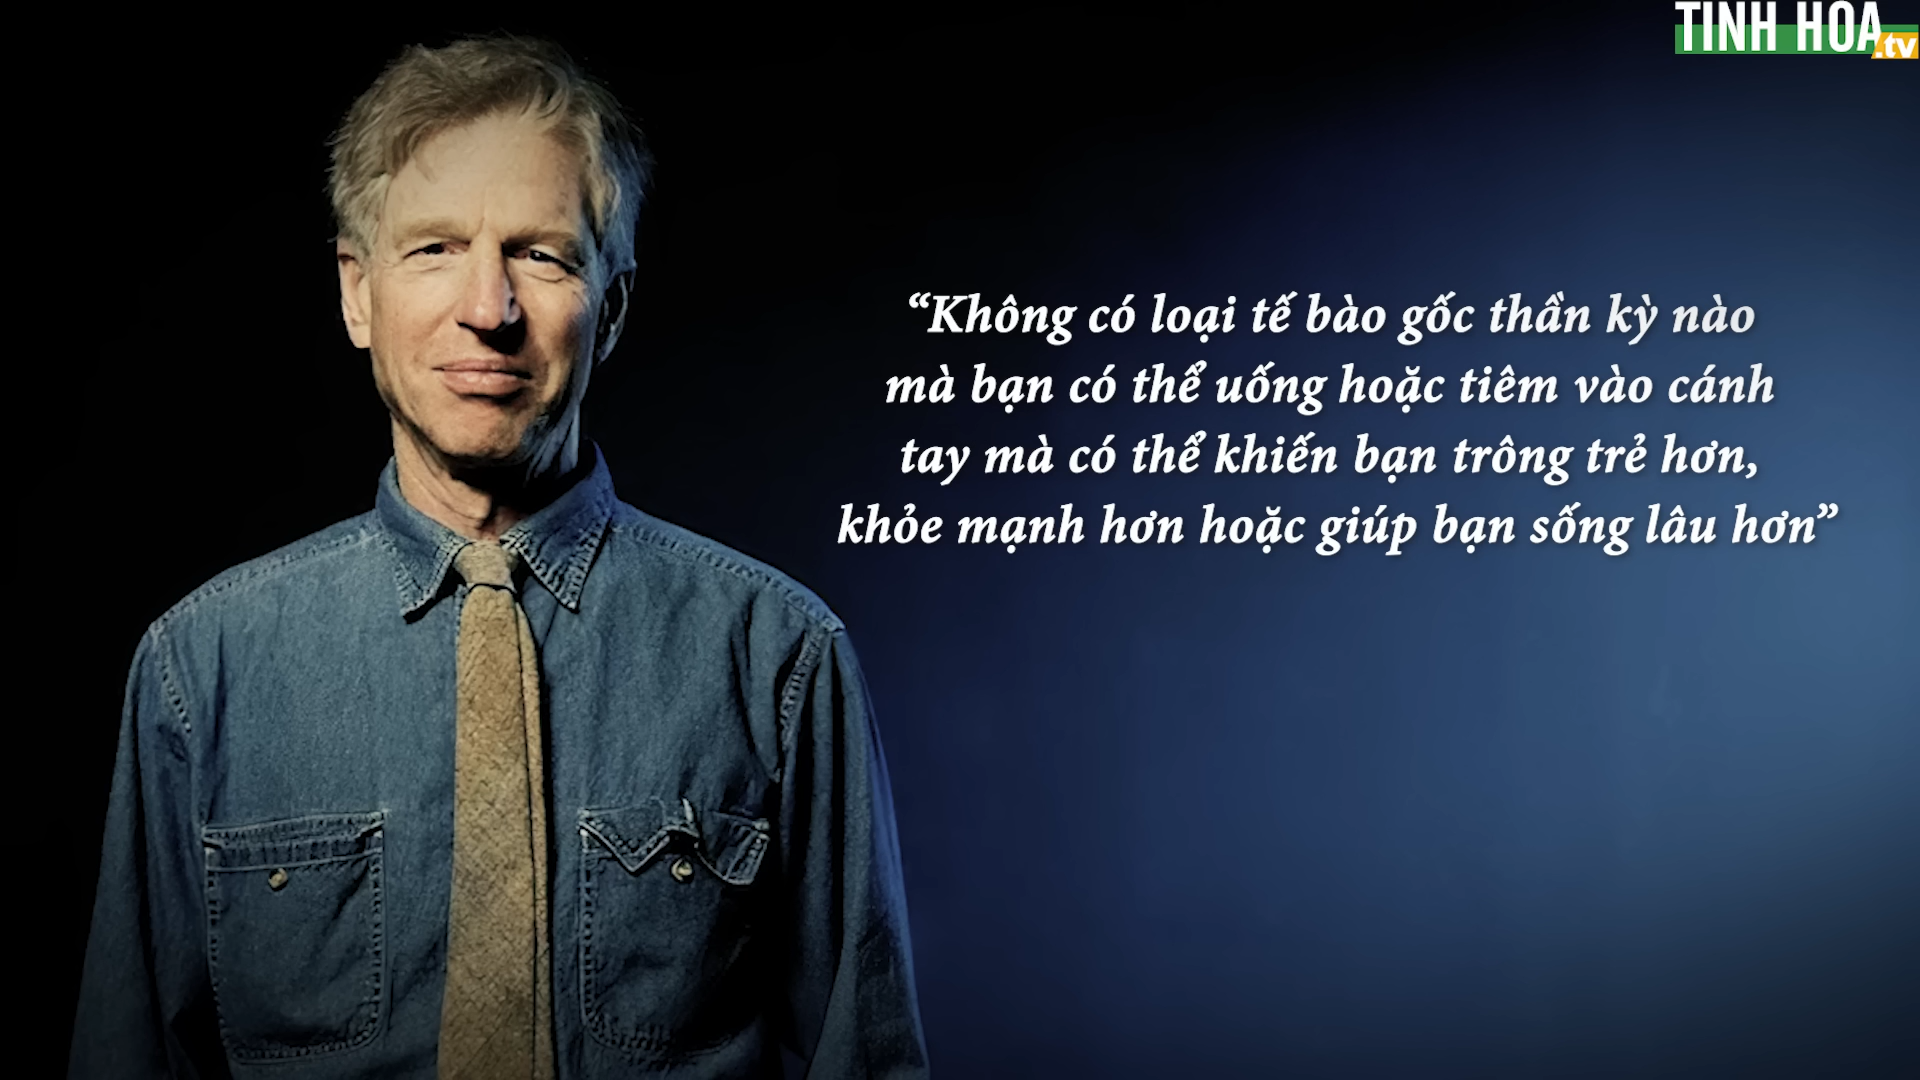 TINH HOA
.tv
“Không có loại tế bào gốc thần kỳ nào
mà bạn có thể uống hoặc tiêm vào cánh
tay mà có thể khiến bạn trông trẻ hơn,
khỏe mạnh hơn hoặc giúp bạn sống lâu hơn”